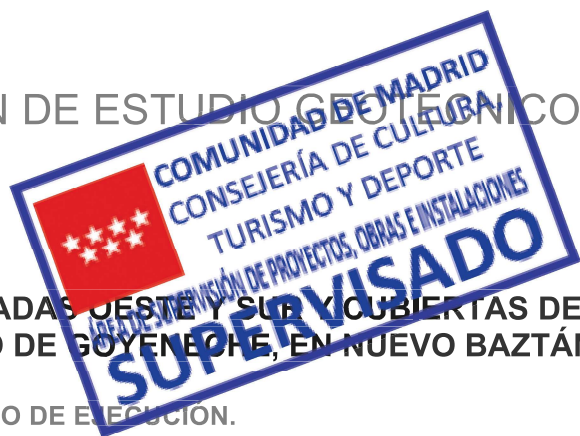 N DE ESTUDIO GEOTÉCNICO
COMUNIDAD DE MADRID
CONSEJERÍA DE CULTURA,
TURISMO Y DEPORTE
ÁREA DE SUPERVISIÓN DE PROYECTOS, OBRAS E INSTALACIONES
SUPERVISADO
ADAS OESTE Y SUR Y CUBIERTAS DE
O DE GOYENECHE, EN NUEVO BAZTÁN
O DE EJECUCIÓN.